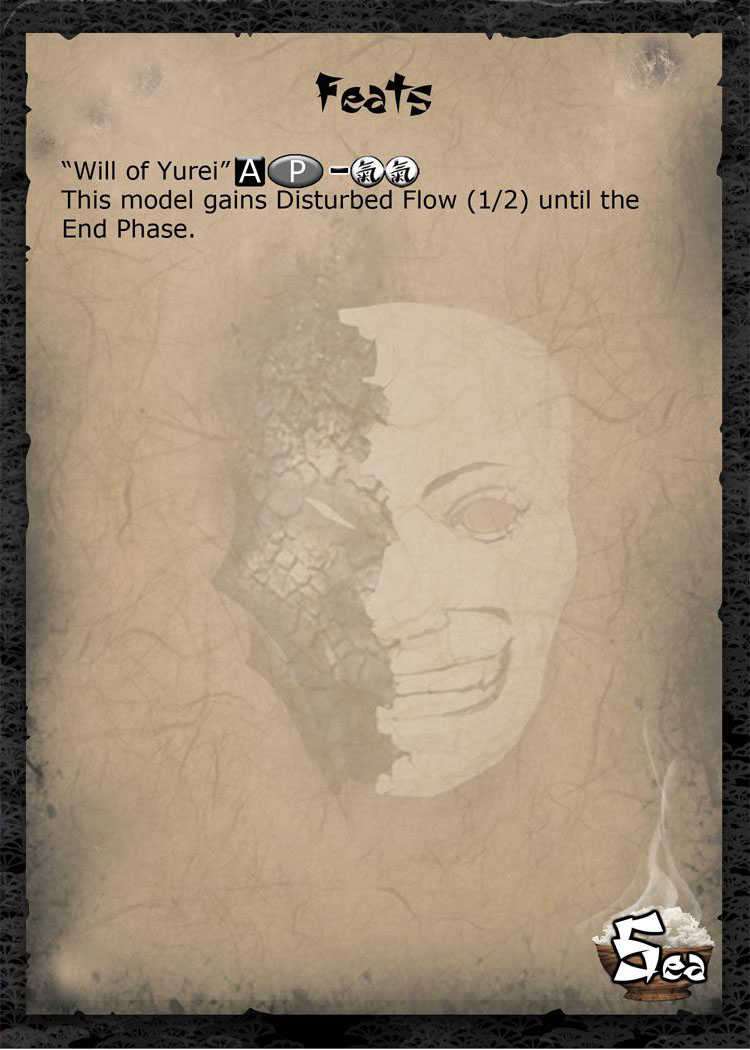 Feats
“Will of Yurei” A P -氣氣
This model gains Disturbed Flow (1/2) until the
End Phase.
5ea